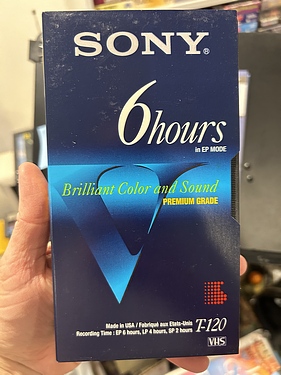 SONY®
6hours
in EP MODE
Brilliant Color and Sound
PREMIUM GRADE
Made in USA / Fabriqué aux Etats-Unis
Recording Time : EP 6 hours, LP 4 hours, SP 2 hours
T-120
VHS